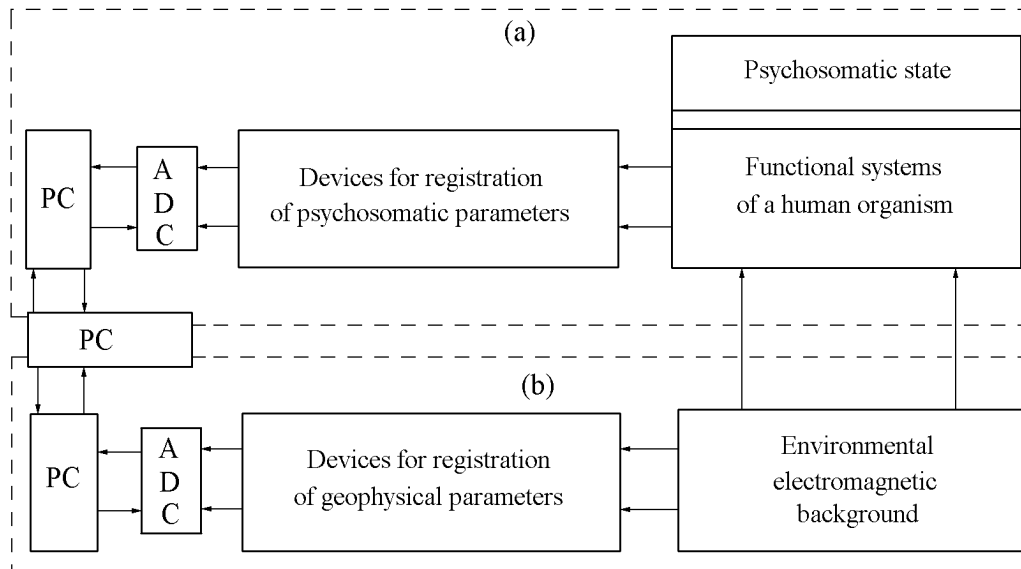 (a)
Psychosomatic state
PC
A
D
C
Devices for registration
of psychosomatic parameters
Functional systems
of a human organism
PC
(b)
PC
A
D
C
Devices for registration
of geophysical parameters
Environmental
electromagnetic
background